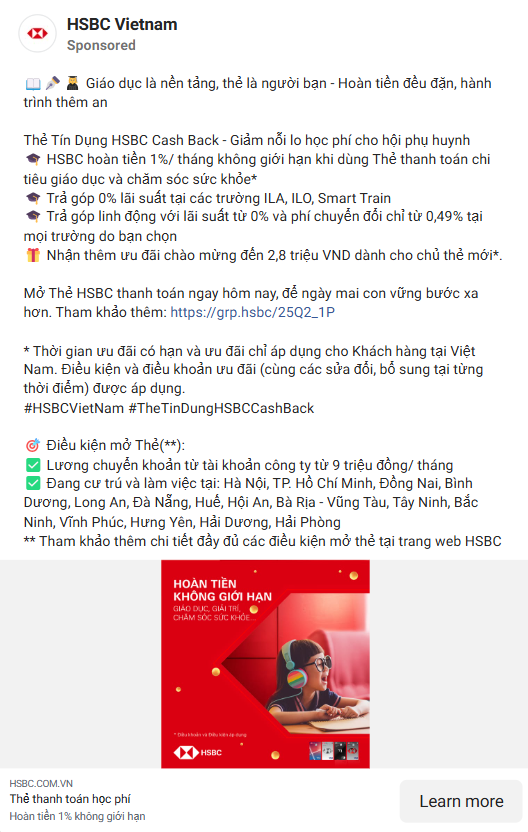 HSBC Vietnam
Sponsored
📖 🎤 👨‍🎓 Giáo dục là nền tảng, thẻ là người bạn - Hoàn tiền đều đặn, hành
trình thêm an
Thẻ Tín Dụng HSBC Cash Back - Giảm nỗi lo học phí cho hội phụ huynh
🎓 HSBC hoàn tiền 1%/ tháng không giới hạn khi dùng Thẻ thanh toán chi
tiêu giáo dục và chăm sóc sức khỏe*
🎓 Trả góp 0% lãi suất tại các trường ILA, ILO, Smart Train
🎓 Trả góp linh động với lãi suất từ 0% và phí chuyển đổi chỉ từ 0,49% tại
mọi trường do bạn chọn
🎁 Nhận thêm ưu đãi chào mừng đến 2,8 triệu VND dành cho chủ thẻ mới*.
Mở Thẻ HSBC thanh toán ngay hôm nay, để ngày mai con vững bước xa
hơn. Tham khảo thêm: https://grp.hsbc/25Q2_1P
* Thời gian ưu đãi có hạn và ưu đãi chỉ áp dụng cho Khách hàng tại Việt
Nam. Điều kiện và điều khoản ưu đãi (cùng các sửa đổi, bổ sung tại từng
thời điểm) được áp dụng.
#HSBCVietNam #TheTinDungHSBCCashBack
🎯 Điều kiện mở Thẻ(**):
✅ Lương chuyển khoản từ tài khoản công ty từ 9 triệu đồng/ tháng
✅ Đang cư trú và làm việc tại: Hà Nội, TP. Hồ Chí Minh, Đồng Nai, Bình
Dương, Long An, Đà Nẵng, Huế, Hội An, Bà Rịa - Vũng Tàu, Tây Ninh, Bắc
Ninh, Vĩnh Phúc, Hưng Yên, Hải Dương, Hải Phòng
** Tham khảo thêm chi tiết đầy đủ các điều kiện mở thẻ tại trang web HSBC
HOÀN TIỀN
KHÔNG GIỚI HẠN
GIÁO DỤC, GIẢI TRÍ,
CHĂM SÓC SỨC KHỎE...
* Điều khoản và Điều kiện áp dụng
HSBC
HSBC.COM.VN
Thẻ thanh toán học phí
Hoàn tiền 1% không giới hạn
Learn more